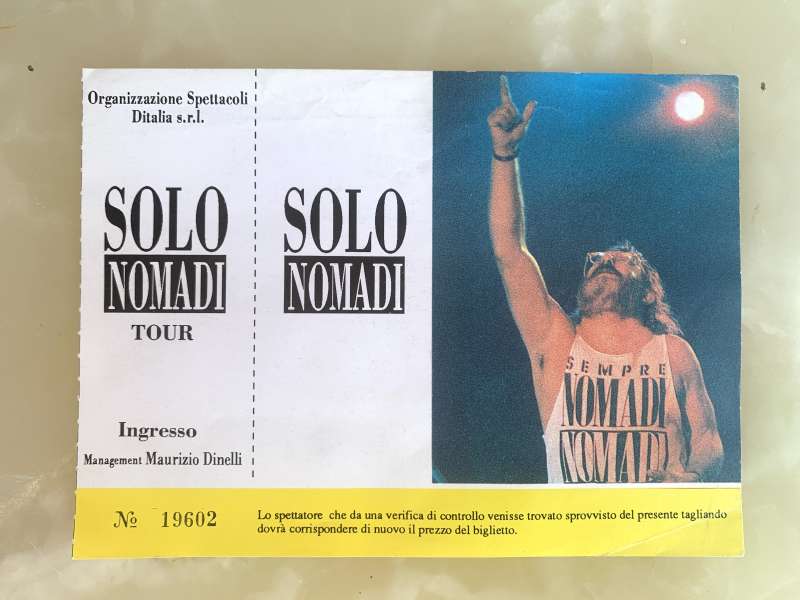 Organizzazione Spettacoli
Ditalia s.r.l.
SOLO
NOMADI
TOUR
Ingresso
Management Maurizio Dinelli
SOLO
NOMADI
SEMPRE
NOMADI
NOMADI
№ 19602
Lo spettatore che da una verifica di controllo venisse trovato sprovvisto del presente tagliando
dovrà corrispondere di nuovo il prezzo del biglietto.